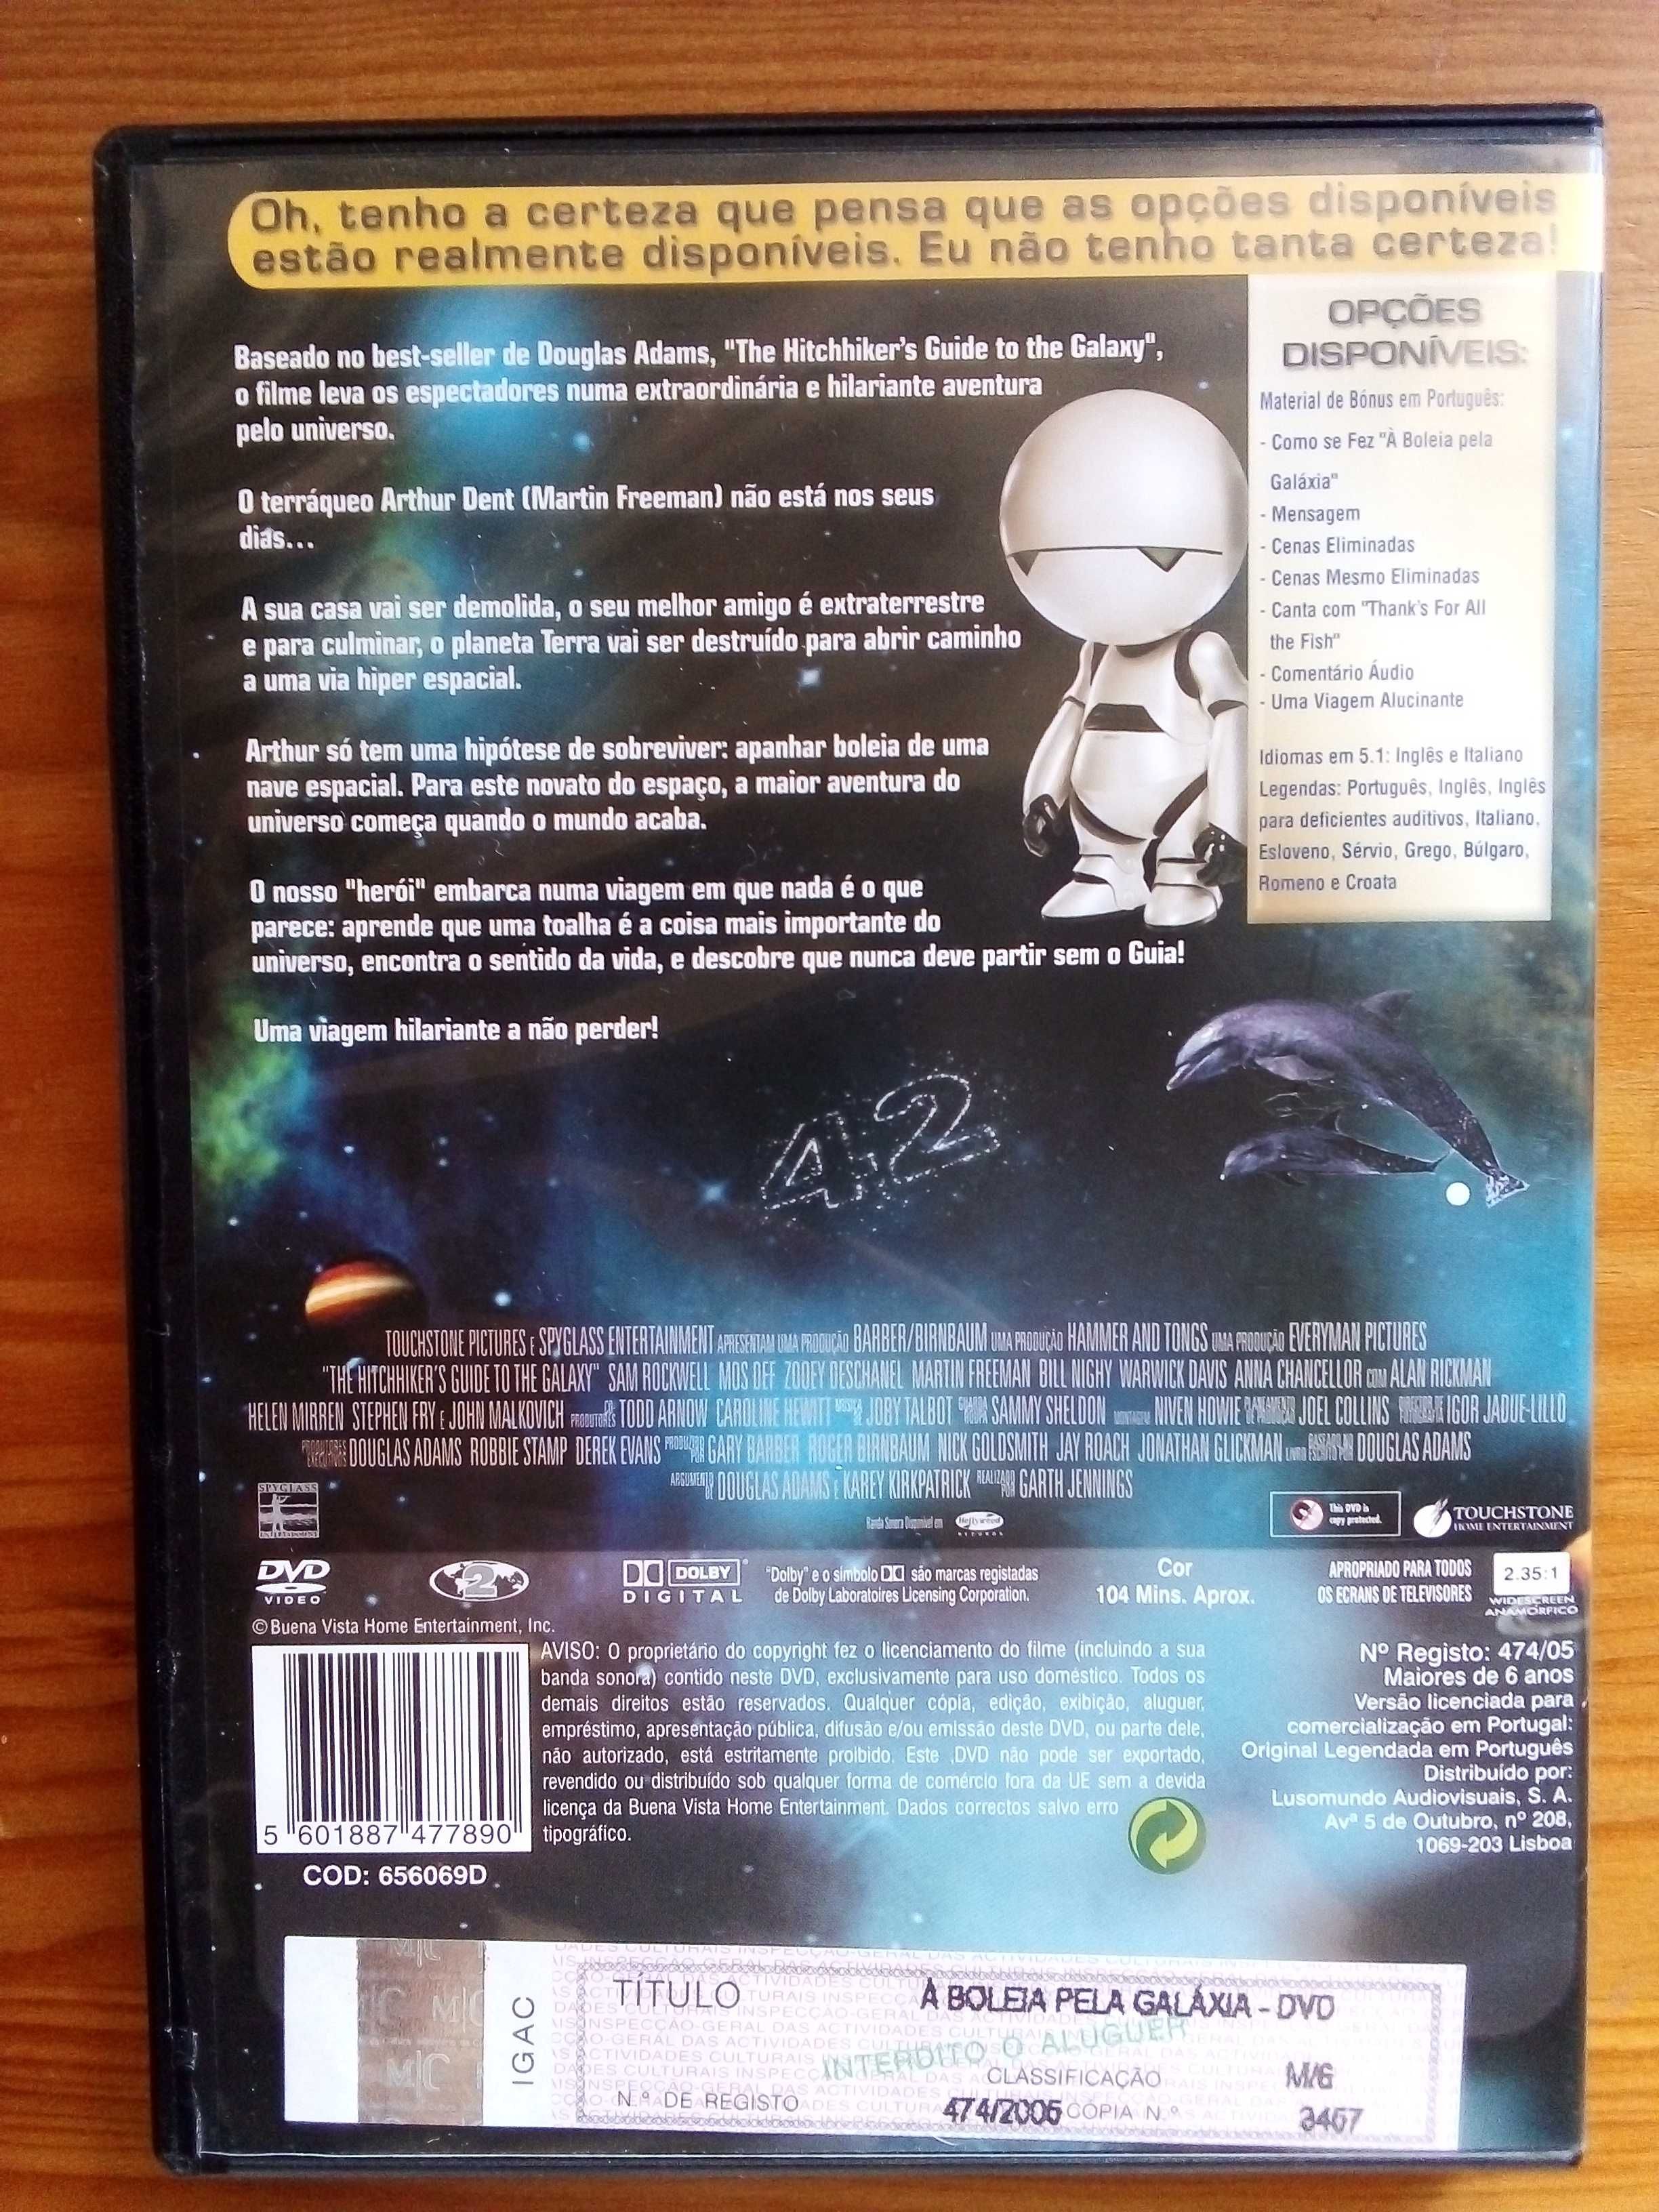 Oh, tenho a certeza que pensa que as opções disponíveis
estão realmente disponíveis. Eu não tenho tanta certeza!
Baseado no best-seller de Douglas Adams, "The Hitchhiker's Guide to the Galaxy",
o filme leva os espectadores numa extraordinária e hilariante aventura
pelo universo.
O terráqueo Arthur Dent (Martin Freeman) não está nos seus
dias...
A sua casa vai ser demolida, o seu melhor amigo é extraterrestre
e para culminar, o planeta Terra vai ser destruído para abrir caminho
a uma via hiper espacial.
Arthur só tem uma hipótese de sobreviver: apanhar boleia de uma
nave espacial. Para este novato do espaço, a maior aventura do
universo começa quando o mundo acaba.
O nosso "herói" embarca numa viagem em que nada é o que
parece: aprende que uma toalha é a coisa mais importante do
universo, encontra o sentido da vida, e descobre que nunca deve partir sem o Guia!
Uma viagem hilariante a não perder!
OPÇÕES
DISPONÍVEIS:
Material de Bónus em Português:
- Como se Fez "À Boleia pela
Galáxia"
- Mensagem
- Cenas Eliminadas
- Cenas Mesmo Eliminadas
- Canta com "Thank's For All
the Fish"
- Comentário Áudio
- Uma Viagem Alucinante
Idiomas em 5.1: Inglês e Italiano
Legendas: Português, Inglês, Inglês
para deficientes auditivos, Italiano,
Esloveno, Sérvio, Grego, Búlgaro,
Romeno e Croata
42
TOUCHSTONE PICTURES E SPYGLASS ENTERTAINMENT APRESENTAM UMA PRODUÇÃO BARBER/BIRNBAUM UMA PRODUÇÃO HAMMER AND TONGS UMA PRODUÇÃO EVERYMAN PICTURES
"THE HITCHHIKER'S GUIDE TO THE GALAXY" SAM ROCKWELL MOS DEF ZOOEY DESCHANEL MARTIN FREEMAN BILL NIGHY WARWICK DAVIS ANNA CHANCELLOR COM ALAN RICKMAN
HELEN MIRREN STEPHEN FRY E JOHN MALKOVICH CO-PRODUTORES TODD ARNOW CAROLINE HEWITT MÚSICA DE JOBY TALBOT SAMMY SHELDON MONTAGEM NIVEN HOWIE JOEL COLLINS IGOR JADUE-LILLO
PRODUTORES EXECUTIVOS DOUGLAS ADAMS ROBBIE STAMP DEREK EVANS PRODUZIDO POR GARY BARBER ROGER BIRNBAUM NICK GOLDSMITH JAY ROACH JONATHAN GLICKMAN BASEADO NO LIVRO ESCRITO POR DOUGLAS ADAMS
ARGUMENTO DE DOUGLAS ADAMS E KAREY KIRKPATRICK REALIZADO POR GARTH JENNINGS
SPYGLASS
ENTERTAINMENT
Banda Sonora Disponível em
Hollywood
RECORDS
This DVD is
copy protected.
TOUCHSTONE
HOME ENTERTAINMENT
DVD
VIDEO
2
DOLBY
DIGITAL
"Dolby" e o símbolo DD são marcas registadas
de Dolby Laboratoires Licensing Corporation.
Cor
104 Mins. Aprox.
APROPRIADO PARA TODOS
OS ECRANS DE TELEVISORES
2.35:1
WIDESCREEN
ANAMÓRFICO
© Buena Vista Home Entertainment, Inc.
AVISO: O proprietário do copyright fez o licenciamento do filme (incluindo a sua
banda sonora) contido neste DVD, exclusivamente para uso doméstico. Todos os
demais direitos estão reservados. Qualquer cópia, edição, exibição, aluguer,
empréstimo, apresentação pública, difusão e/ou emissão deste DVD, ou parte dele,
não autorizado, está estritamente proibido. Este DVD não pode ser exportado,
revendido ou distribuído sob qualquer forma de comércio fora da UE sem a devida
licença da Buena Vista Home Entertainment. Dados correctos salvo erro
tipográfico.
Nº Registo: 474/05
Maiores de 6 anos
Versão licenciada para
comercialização em Portugal:
Original Legendada em Português
Distribuído por:
Lusomundo Audiovisuais, S. A.
Avª 5 de Outubro, nº 208,
1069-203 Lisboa
5 601887 477890
COD: 656069D
M|C
IGAC
TÍTULO À BOLEIA PELA GALÁXIA - DVD
INTERDITO O ALUGUER
CLASSIFICAÇÃO M/6
N.º DE REGISTO 474/2005 CÓPIA N.º 3457